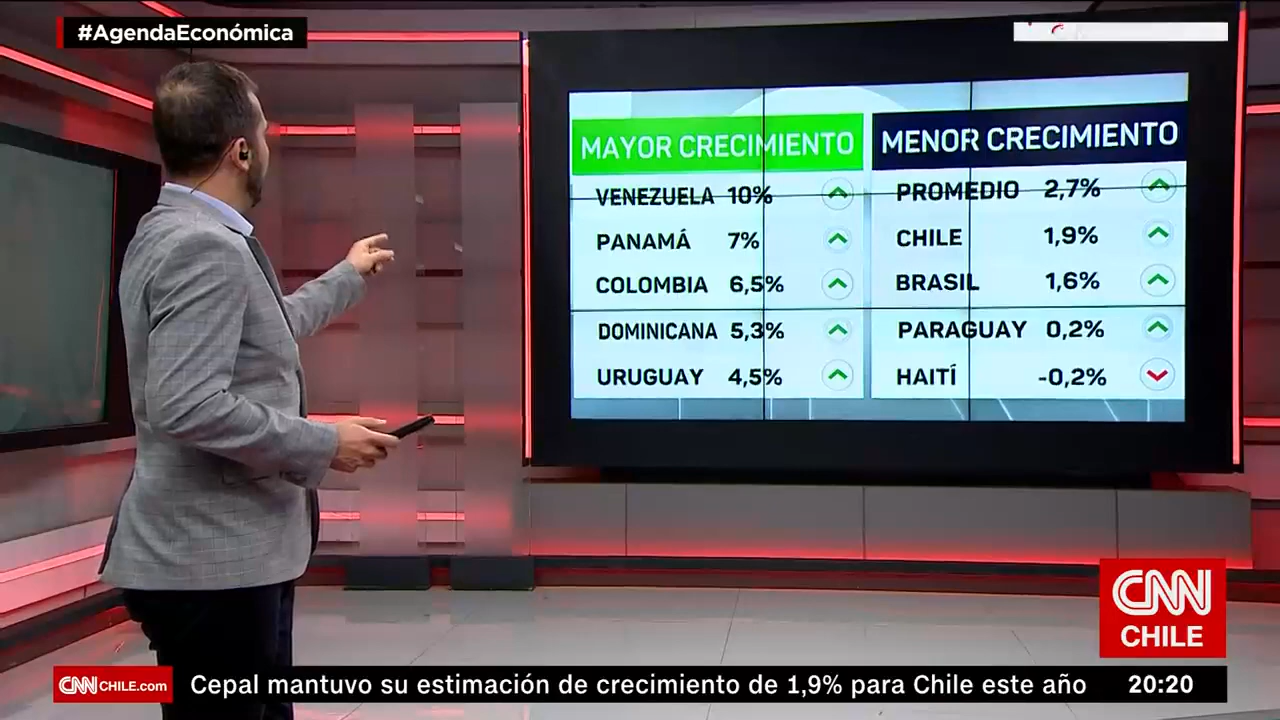 #AgendaEconómica
MAYOR CRECIMIENTO
VENEZUELA 10%
PANAMÁ 7%
COLOMBIA 6,5%
DOMINICANA 5,3%
URUGUAY 4,5%
MENOR CRECIMIENTO
PROMEDIO 2,7%
CHILE 1,9%
BRASIL 1,6%
PARAGUAY 0,2%
HAITÍ -0,2%
CNN
CHILE
CNNCHILE.com Cepal mantuvo su estimación de crecimiento de 1,9% para Chile este año 20:20